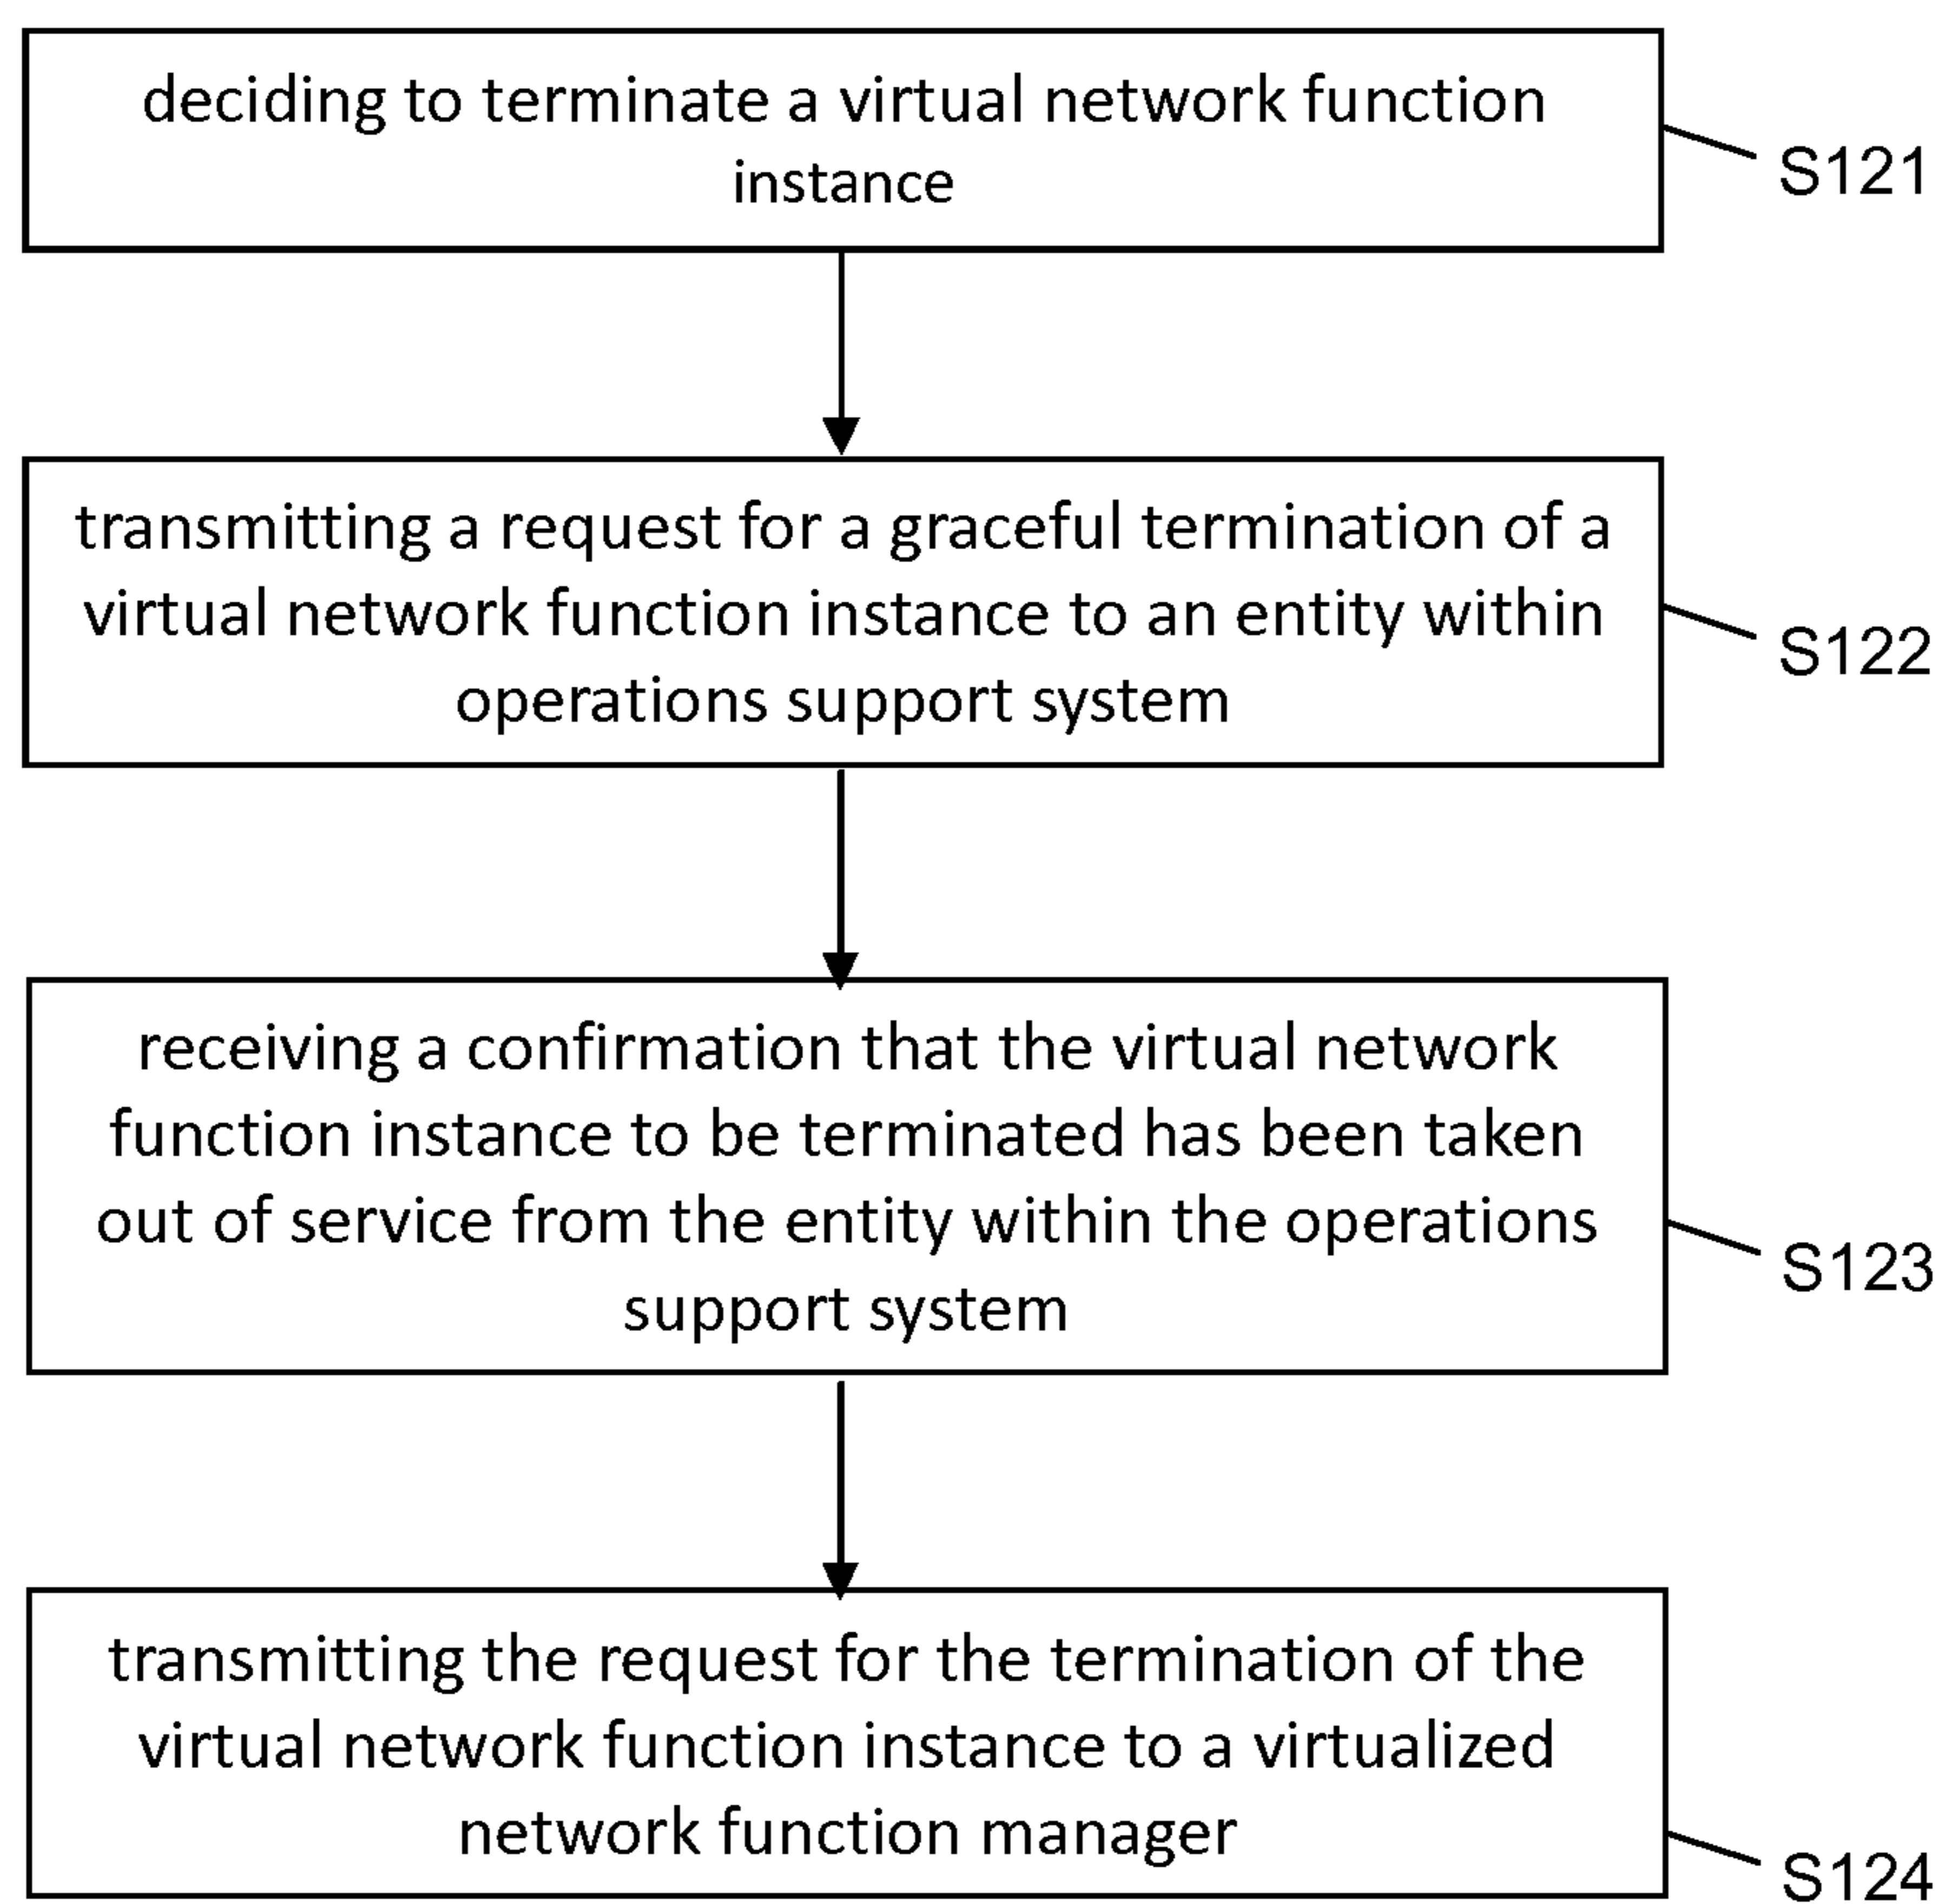 deciding to terminate a virtual network function
instance
S121
transmitting a request for a graceful termination of a
virtual network function instance to an entity within
operations support system
S122
receiving a confirmation that the virtual network
function instance to be terminated has been taken
out of service from the entity within the operations
support system
S123
transmitting the request for the termination of the
virtual network function instance to a virtualized
network function manager
S124